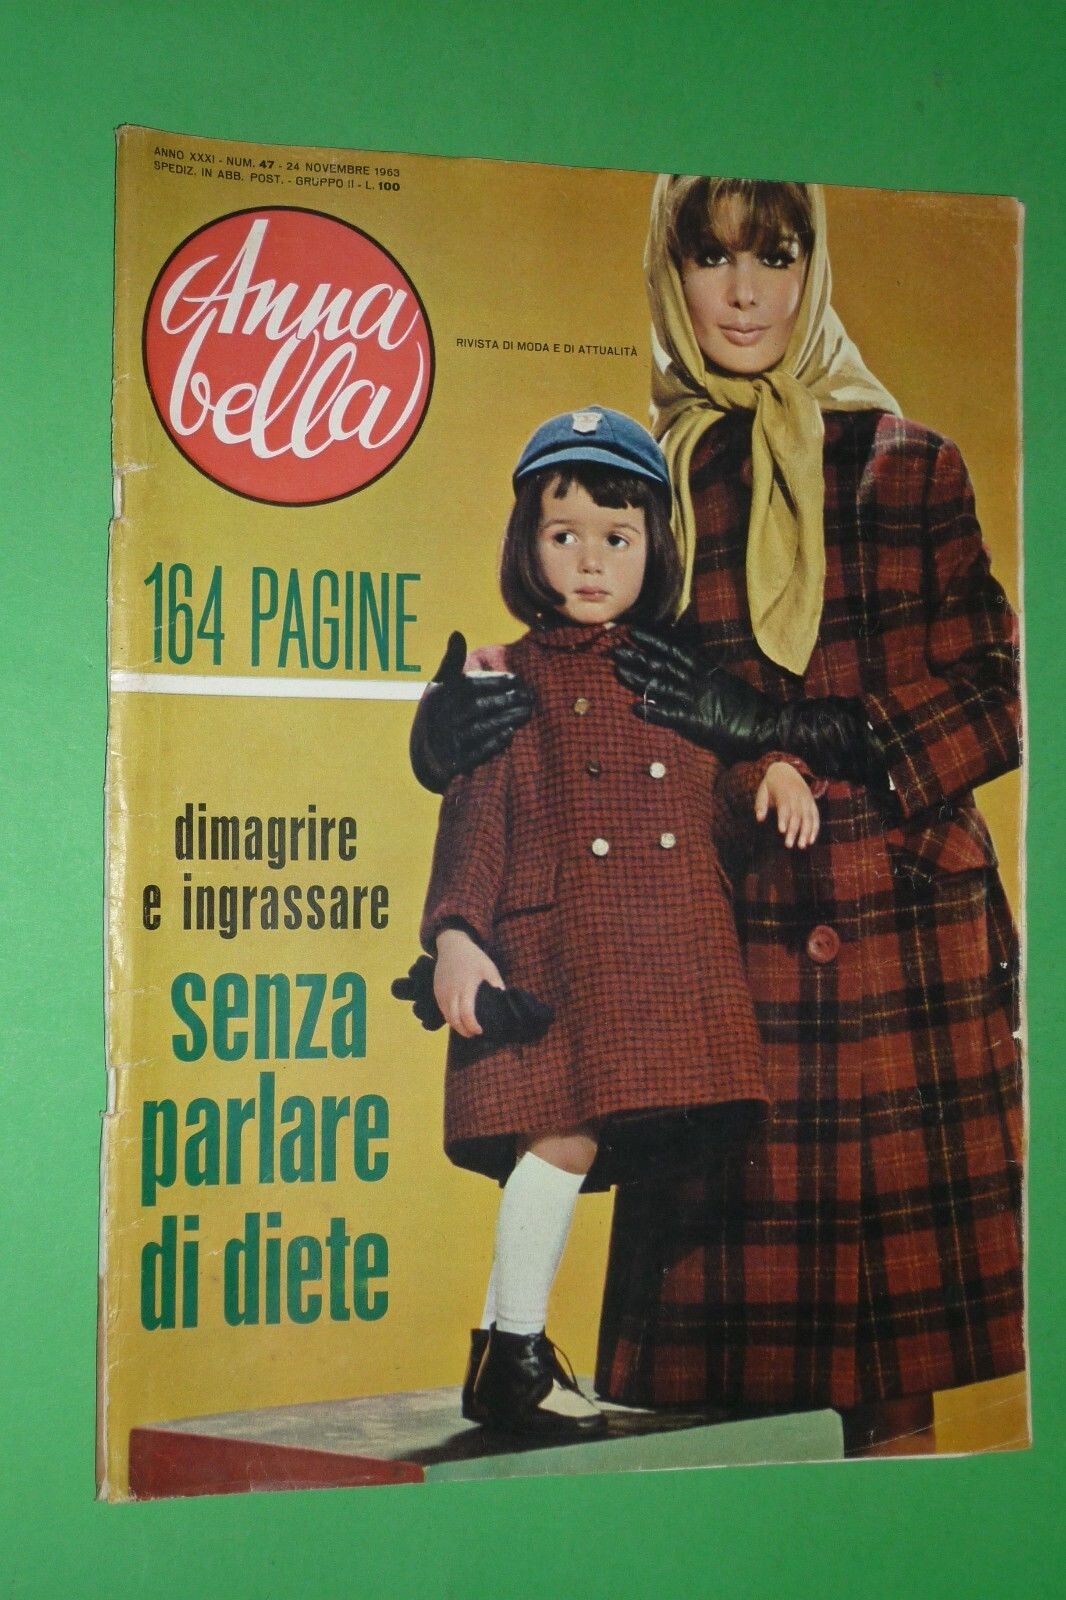 ANNO XXXI - NUM. 47 - 24 NOVEMBRE 1963
SPEDIZ. IN ABB. POST. - GRUPPO II - L. 100
Anna
bella
RIVISTA DI MODA E DI ATTUALITÀ
164 PAGINE
dimagrire
e ingrassare
senza
parlare
di diete